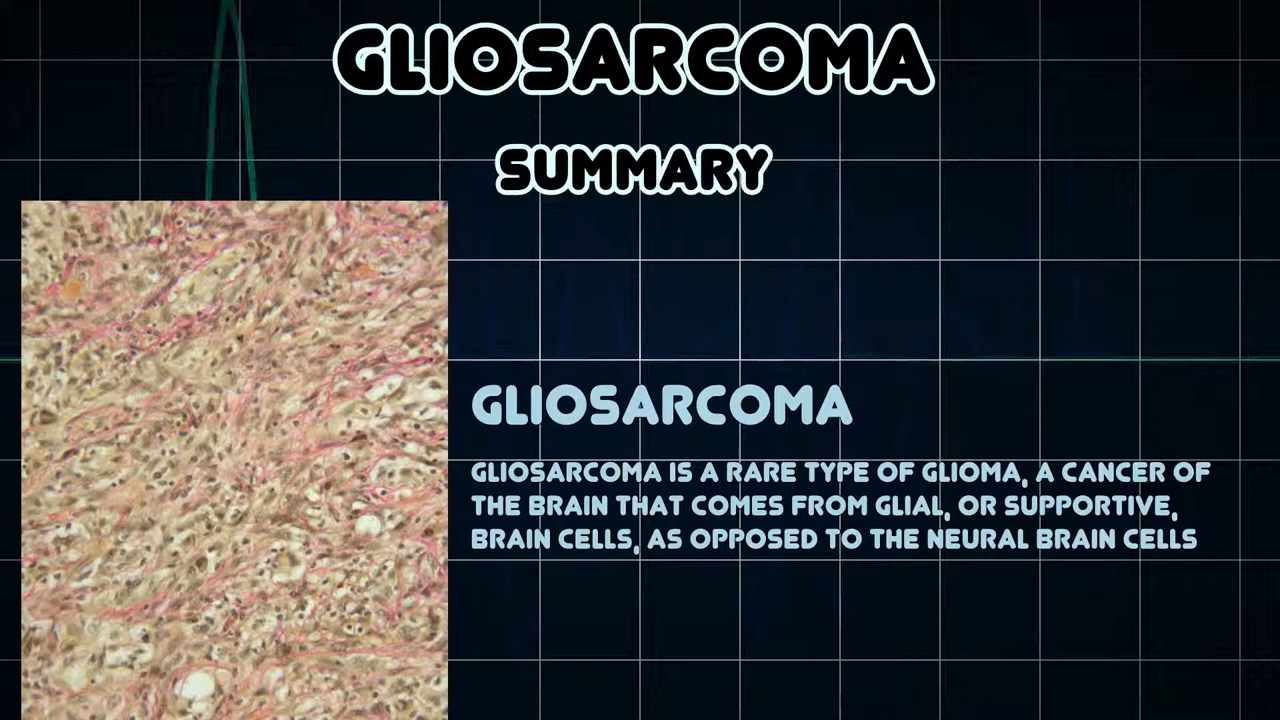 GLIOSARCOMA
SUMMARY
GLIOSARCOMA
GLIOSARCOMA IS A RARE TYPE OF GLIOMA, A CANCER OF
THE BRAIN THAT COMES FROM GLIAL, OR SUPPORTIVE,
BRAIN CELLS, AS OPPOSED TO THE NEURAL BRAIN CELLS